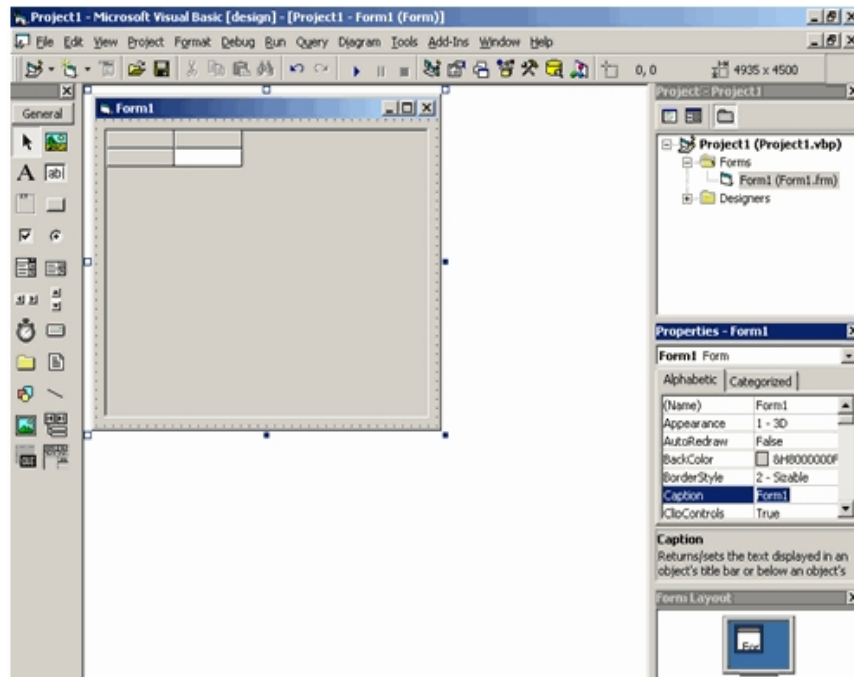 Project1 - Microsoft Visual Basic [design] - [Project1 - Form1 (Form)]
File Edit View Project Format Debug Run Query Diagram Tools Add-Ins Window Help
0, 0 4935 x 4500
General
A ab|
Form1
Project - Project1
Project1 (Project1.vbp)
Forms
Form1 (Form1.frm)
Designers
Properties - Form1
Form1 Form
Alphabetic Categorized
(Name) Form1
Appearance 1 - 3D
AutoRedraw False
BackColor &H8000000F
BorderStyle 2 - Sizable
Caption Form1
ClipControls True
Caption
Returns/sets the text displayed in an
object's title bar or below an object's
Form Layout